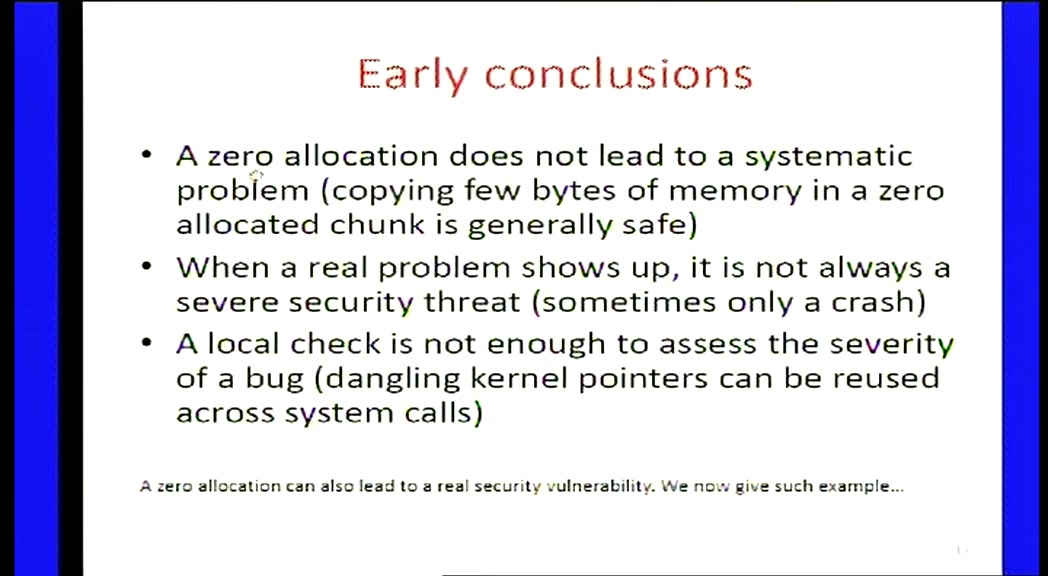 Early conclusions
• A zero allocation does not lead to a systematic
problem (copying few bytes of memory in a zero
allocated chunk is generally safe)
• When a real problem shows up, it is not always a
severe security threat (sometimes only a crash)
• A local check is not enough to assess the severity
of a bug (dangling kernel pointers can be reused
across system calls)
A zero allocation can also lead to a real security vulnerability. We now give such example...